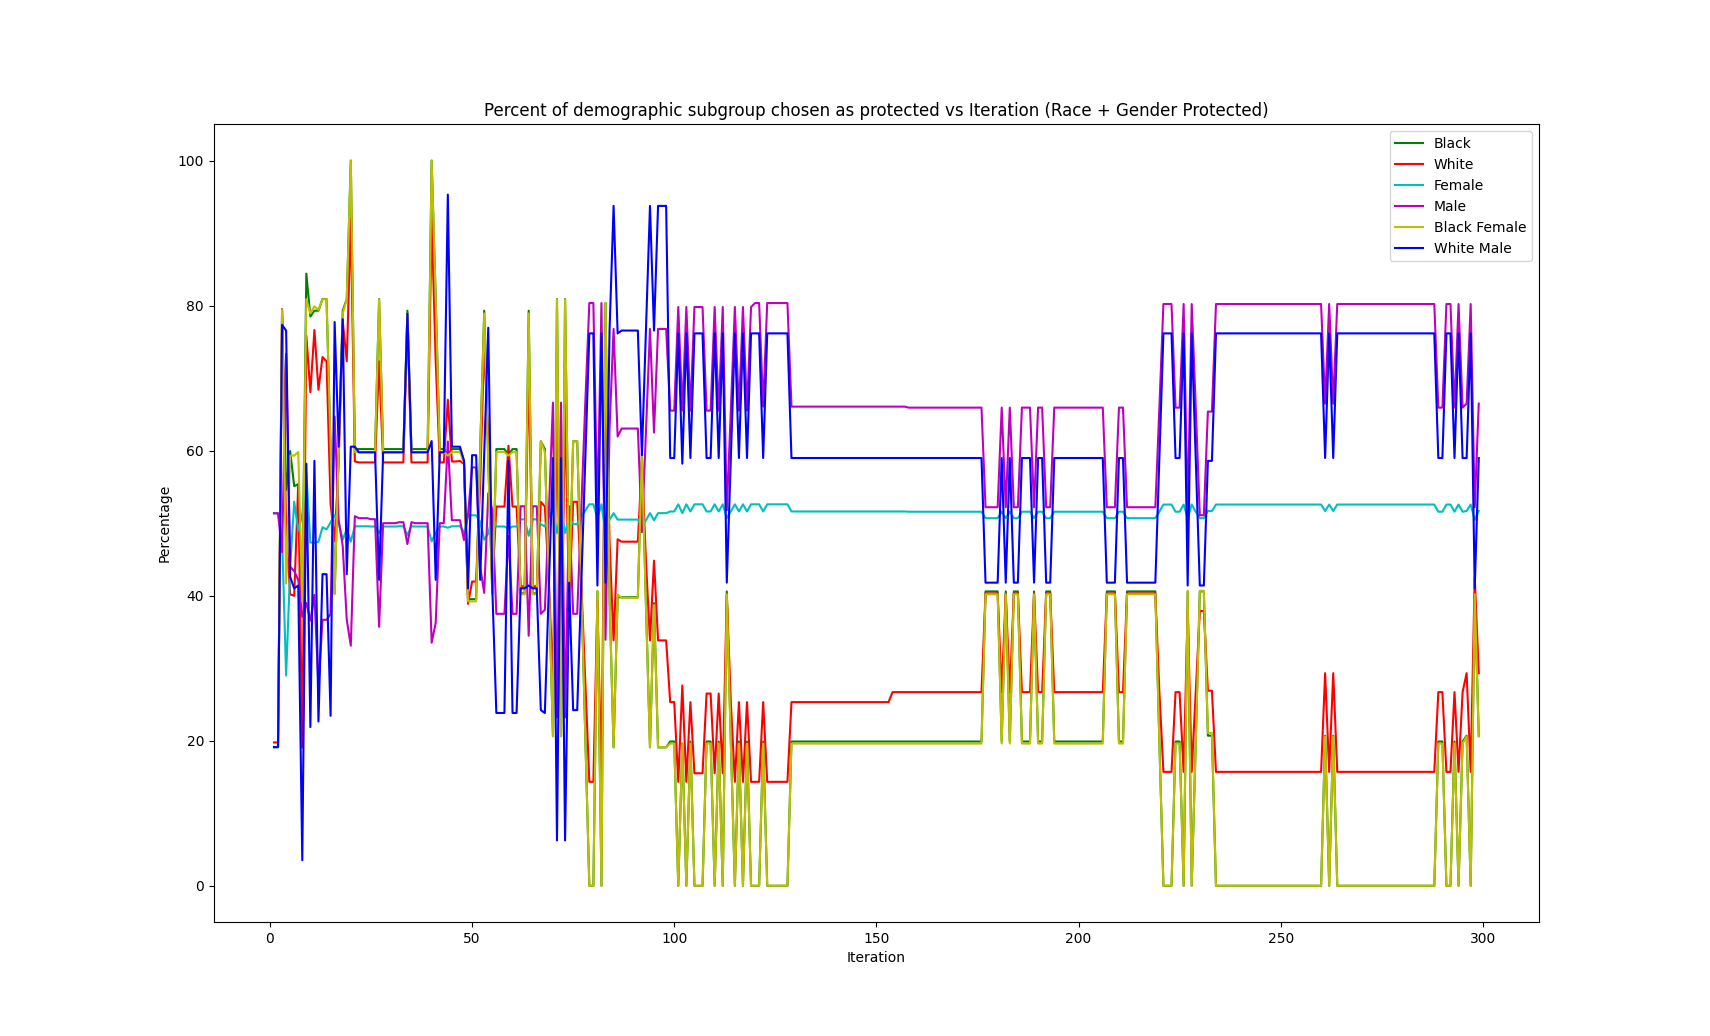 Percent of demographic subgroup chosen as protected vs Iteration (Race + Gender Protected)
Black
White
Female
Male
Black Female
White Male
100
80
60
40
20
0
Percentage
0 50 100 150 200 250 300
Iteration